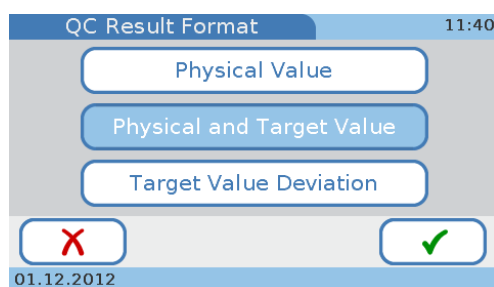 QC Result Format
11:40
Physical Value
Physical and Target Value
Target Value Deviation
01.12.2012